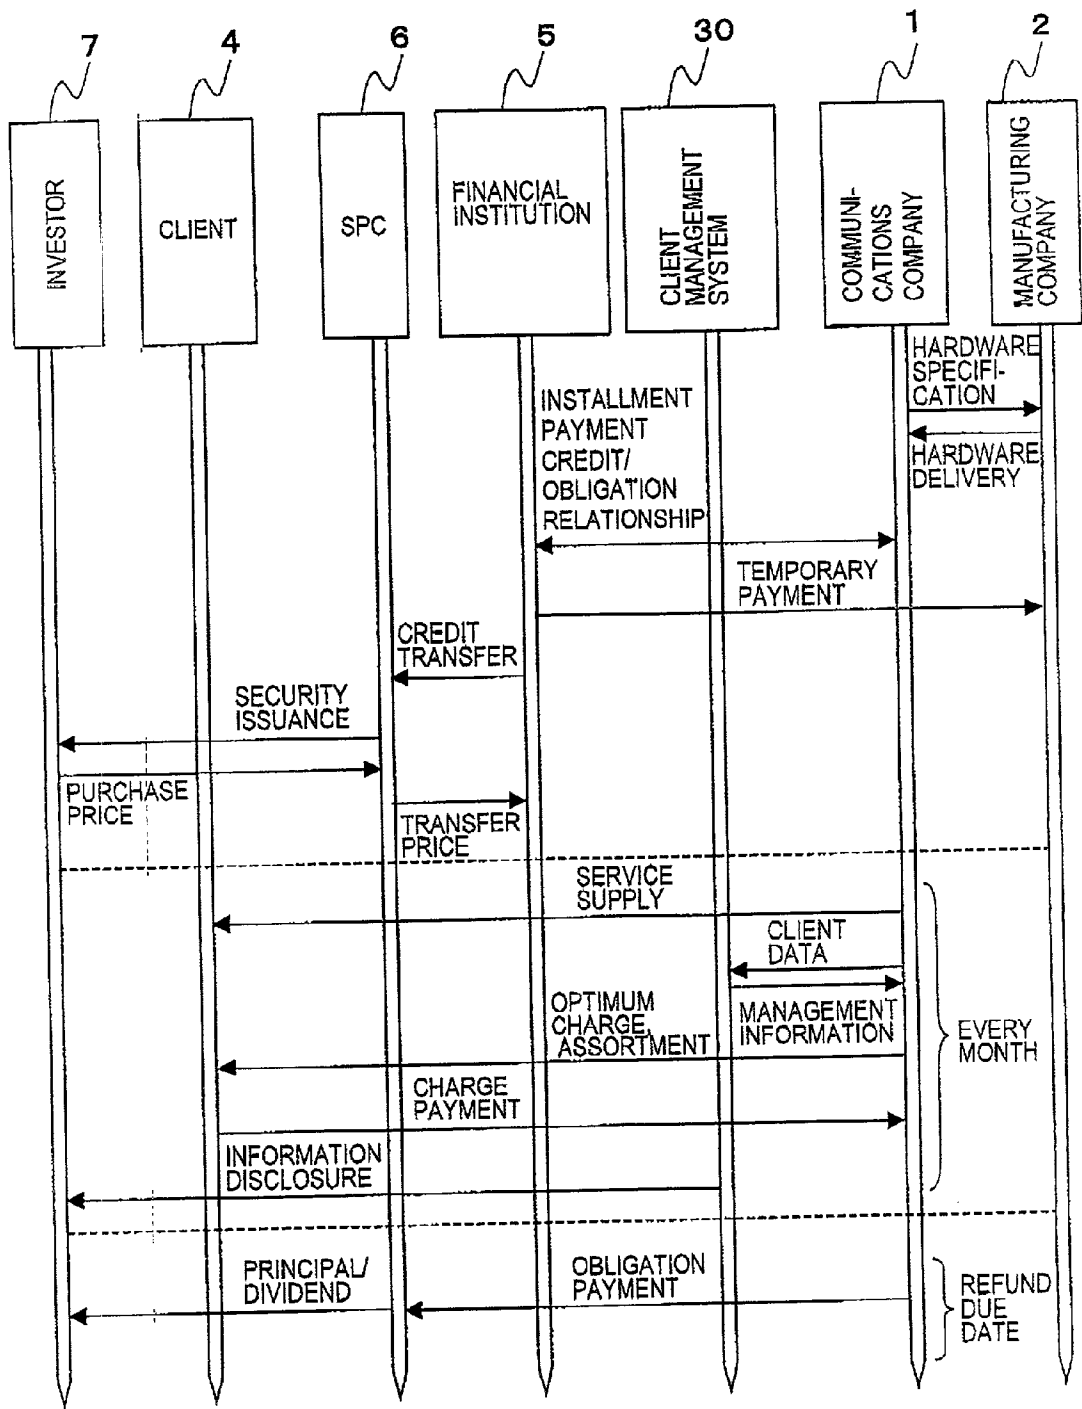 7
4
6
5
30
1
2
INVESTOR
CLIENT
SPC
FINANCIAL
INSTITUTION
CLIENT
MANAGEMENT
SYSTEM
COMMUNI-
CATIONS
COMPANY
MANUFACTURING
COMPANY
HARDWARE
SPECIFI-
CATION
HARDWARE
DELIVERY
INSTALLMENT
PAYMENT
CREDIT/
OBLIGATION
RELATIONSHIP
TEMPORARY
PAYMENT
CREDIT
TRANSFER
SECURITY
ISSUANCE
PURCHASE
PRICE
TRANSFER
PRICE
SERVICE
SUPPLY
CLIENT
DATA
MANAGEMENT
INFORMATION
OPTIMUM
CHARGE,
ASSORTMENT
EVERY
MONTH
CHARGE
PAYMENT
INFORMATION
DISCLOSURE
PRINCIPAL/
DIVIDEND
OBLIGATION
PAYMENT
REFUND
DUE
DATE